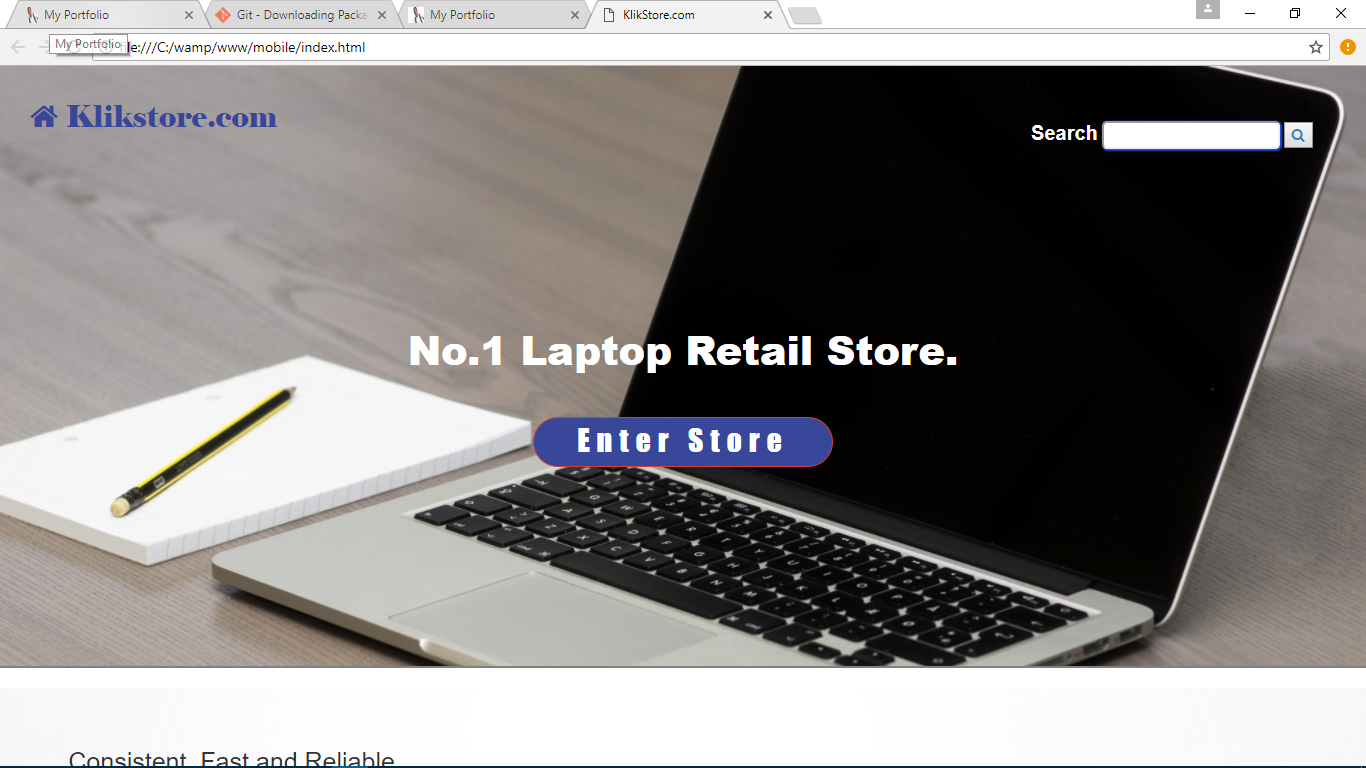 My Portfolio
Git - Downloading Packa
My Portfolio
KlikStore.com
My Portfolio
file:///C:/wamp/www/mobile/index.html
Klikstore.com
Search
No.1 Laptop Retail Store.
Enter Store
Consistent, Fast and Reliable